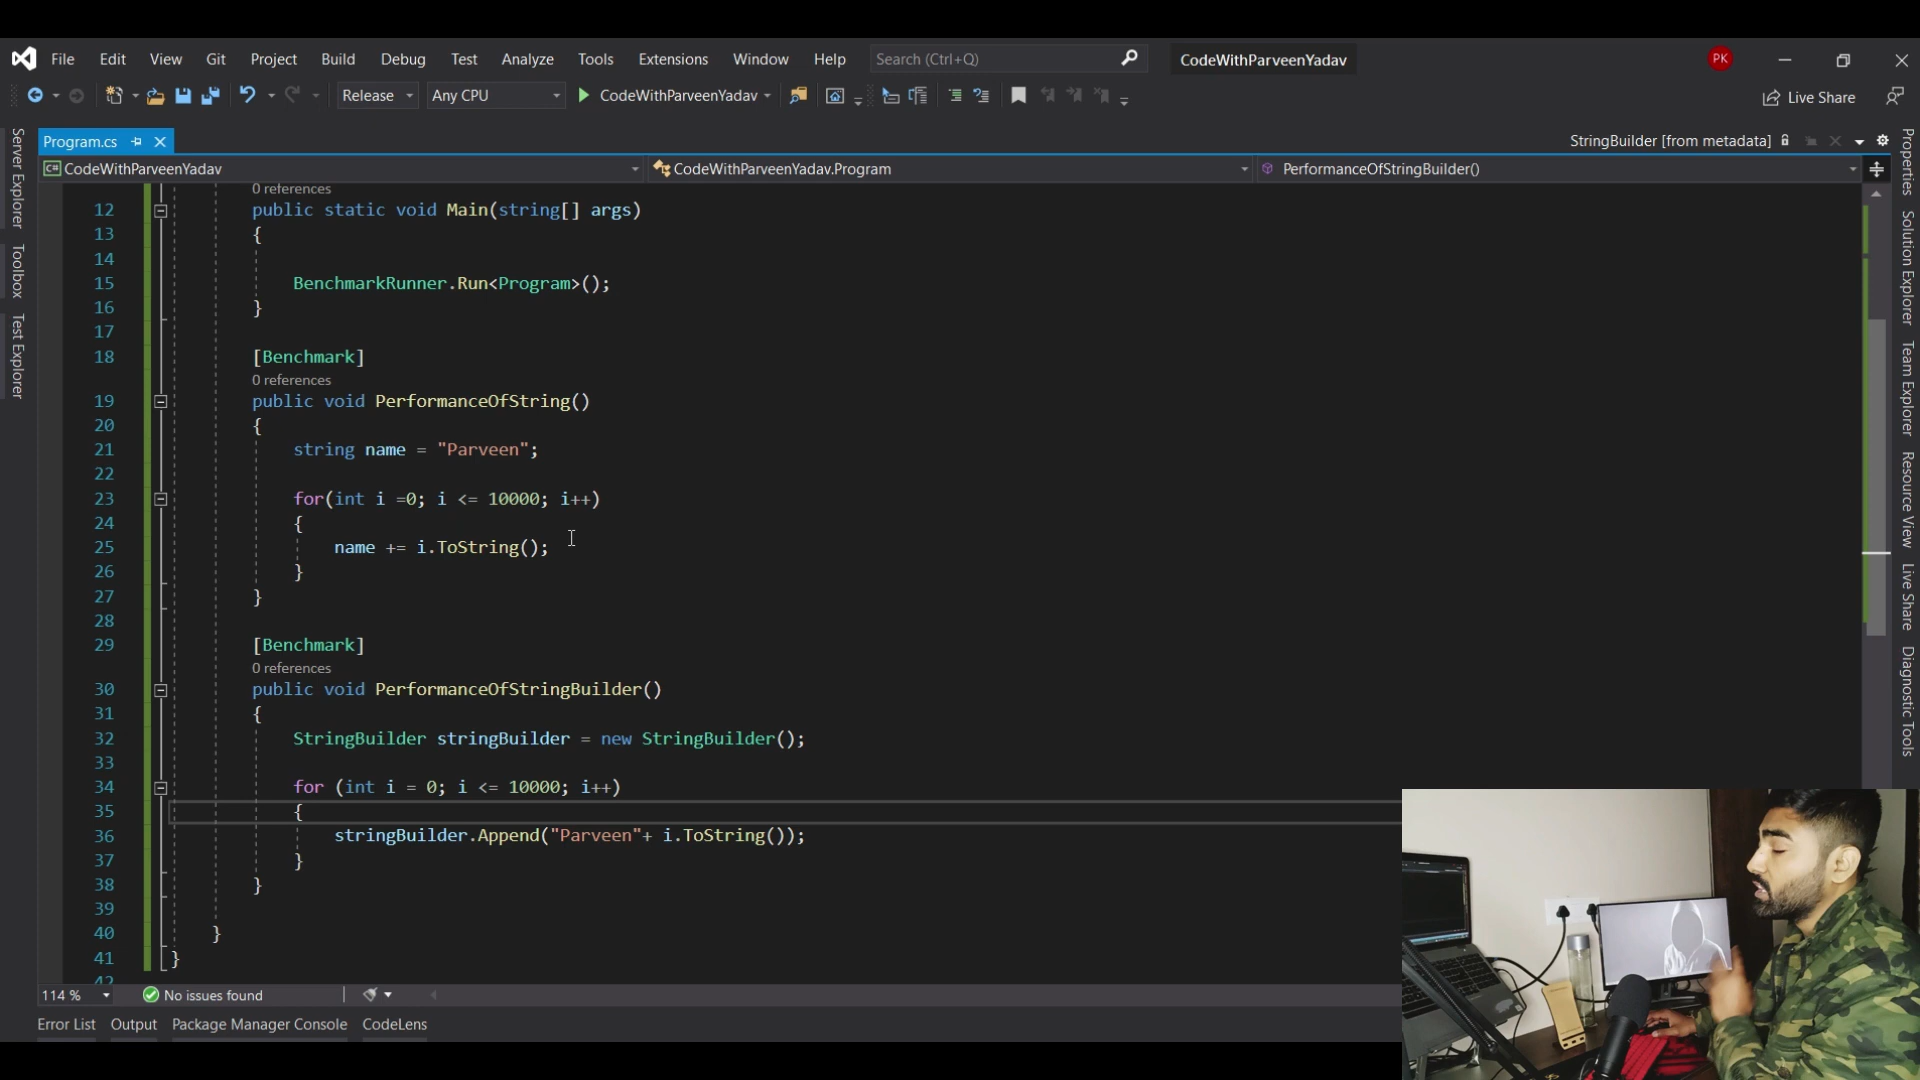 File Edit View Git Project Build Debug Test Analyze Tools Extensions Window Help Search (Ctrl+Q) CodeWithParveenYadav PK
Release Any CPU CodeWithParveenYadav Live Share
Program.cs StringBuilder [from metadata]
C# CodeWithParveenYadav CodeWithParveenYadav.Program PerformanceOfStringBuilder()
Server Explorer
Toolbox
Test Explorer
0 references
12 public static void Main(string[] args)
13 {
14
15 BenchmarkRunner.Run<Program>();
16 }
17
18 [Benchmark]
0 references
19 public void PerformanceOfString()
20 {
21 string name = "Parveen";
22
23 for(int i =0; i <= 10000; i++)
24 {
25 name += i.ToString();
26 }
27 }
28
29 [Benchmark]
0 references
30 public void PerformanceOfStringBuilder()
31 {
32 StringBuilder stringBuilder = new StringBuilder();
33
34 for (int i = 0; i <= 10000; i++)
35 {
36 stringBuilder.Append("Parveen"+ i.ToString());
37 }
38 }
39
40 }
41 }
42
Properties
Solution Explorer
Team Explorer
Resource View
Live Share
Diagnostic Tools
114 % No issues found
Error List Output Package Manager Console CodeLens